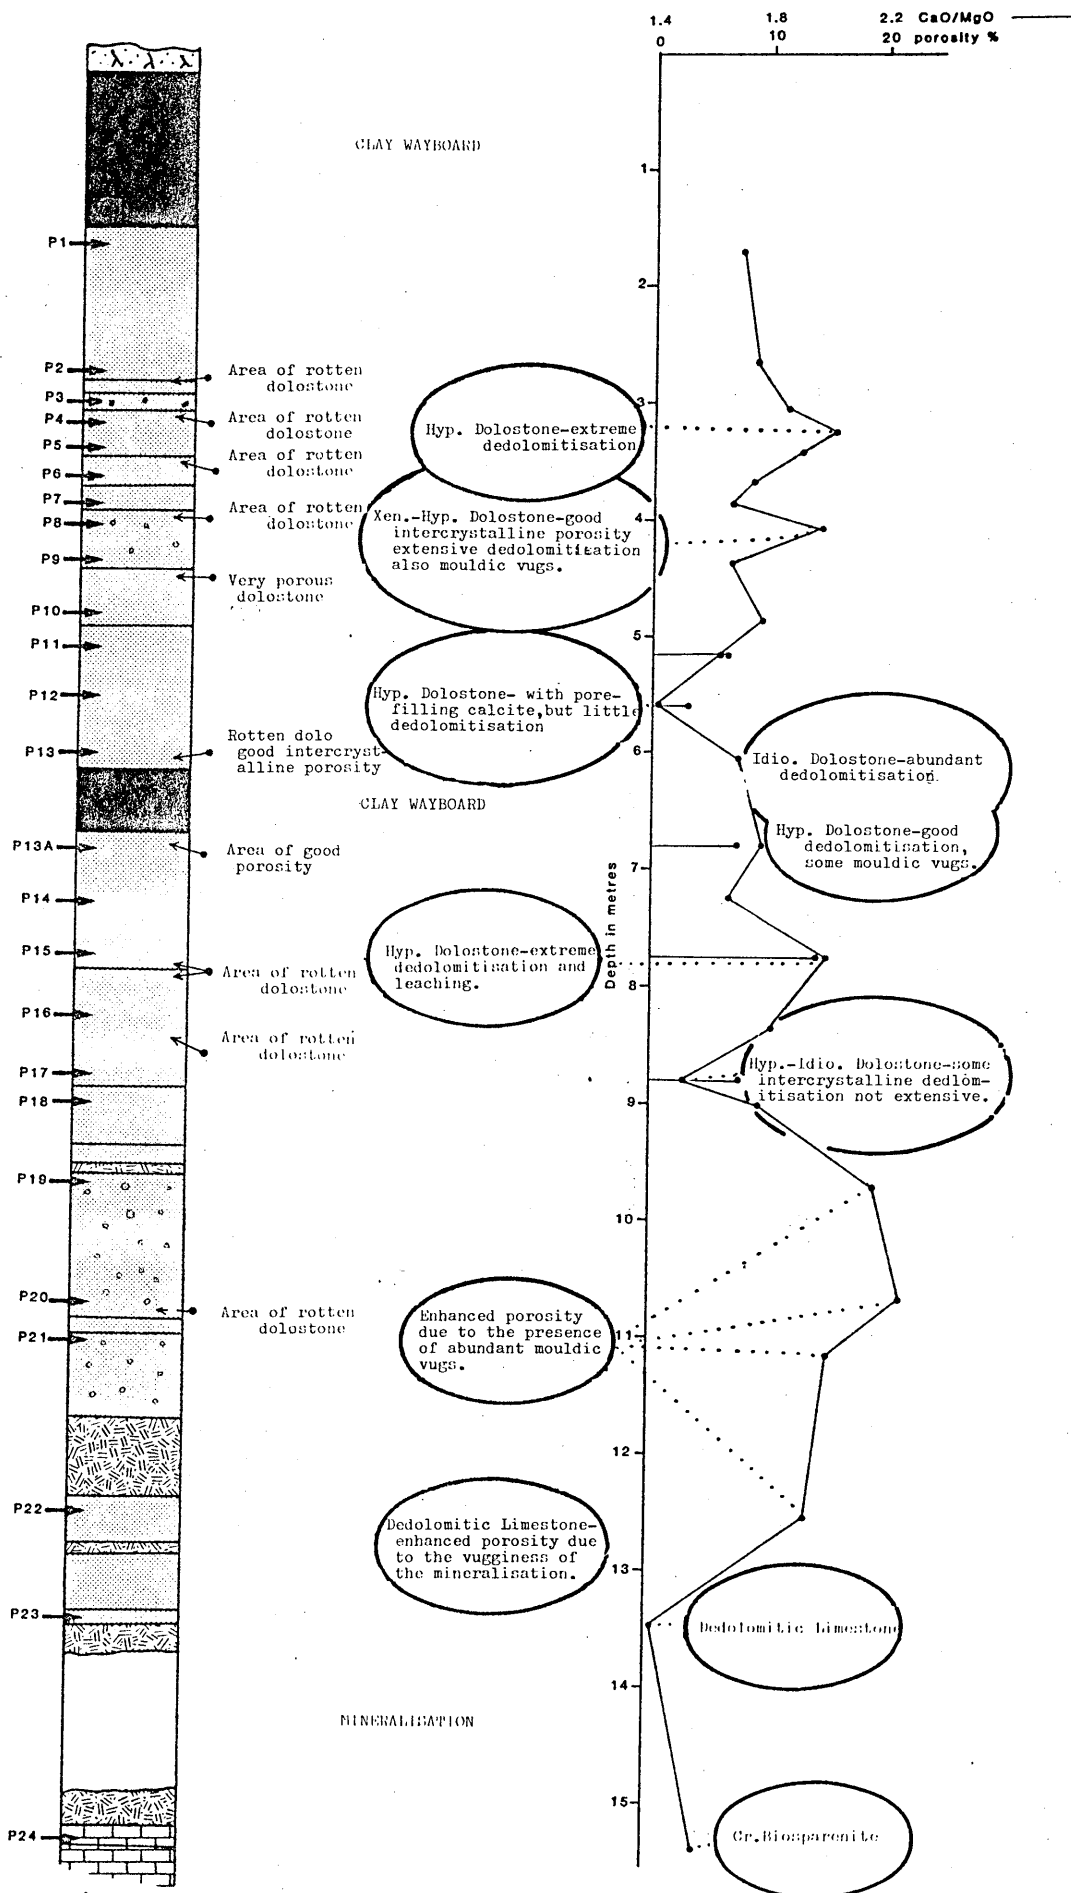 1.4 1.8 2.2 CaO/MgO
0 10 20 porosity %
CLAY WAYBOARD
1
P1
2
P2
Area of rotten
dolostone
P3
3
P4
Area of rotten
dolostone
Hyp. Dolostone-extreme
dedolomitisation
P5
Area of rotten
dolostone
P6
P7
Area of rotten
dolostone
P8
4
Xen.-Hyp. Dolostone-good
intercrystalline porosity
extensive dedolomitisation
also mouldic vugs.
P9
Very porous
dolostone
P10
5
P11
P12
Hyp. Dolostone- with pore-
filling calcite,but little
dedolomitisation
P13
Rotten dolo
good intercryst-
alline porosity
6
Idio. Dolostone-abundant
dedolomitisation.
CLAY WAYBOARD
Hyp. Dolostone-good
dedolomitisation,
some mouldic vugs.
P13A
Area of good
porosity
7
Depth in metres
P14
P15
Hyp. Dolostone-extreme
dedolomitisation and
leaching.
Area of rotten
dolostone
8
P16
Area of rotten
dolostone
P17
Hyp.-Idio. Dolostone-some
intercrystalline dedlom-
itisation not extensive.
P18
9
P19
10
P20
Area of rotten
dolostone
P21
Enhanced porosity
due to the presence
of abundant mouldic
vugs.
11
12
P22
Dedolomitic Limestone-
enhanced porosity due
to the vugginess of
the mineralisation.
13
P23
Dedolomitic Limestone
14
MINERALISATION
15
P24
Cr.Biosparenite